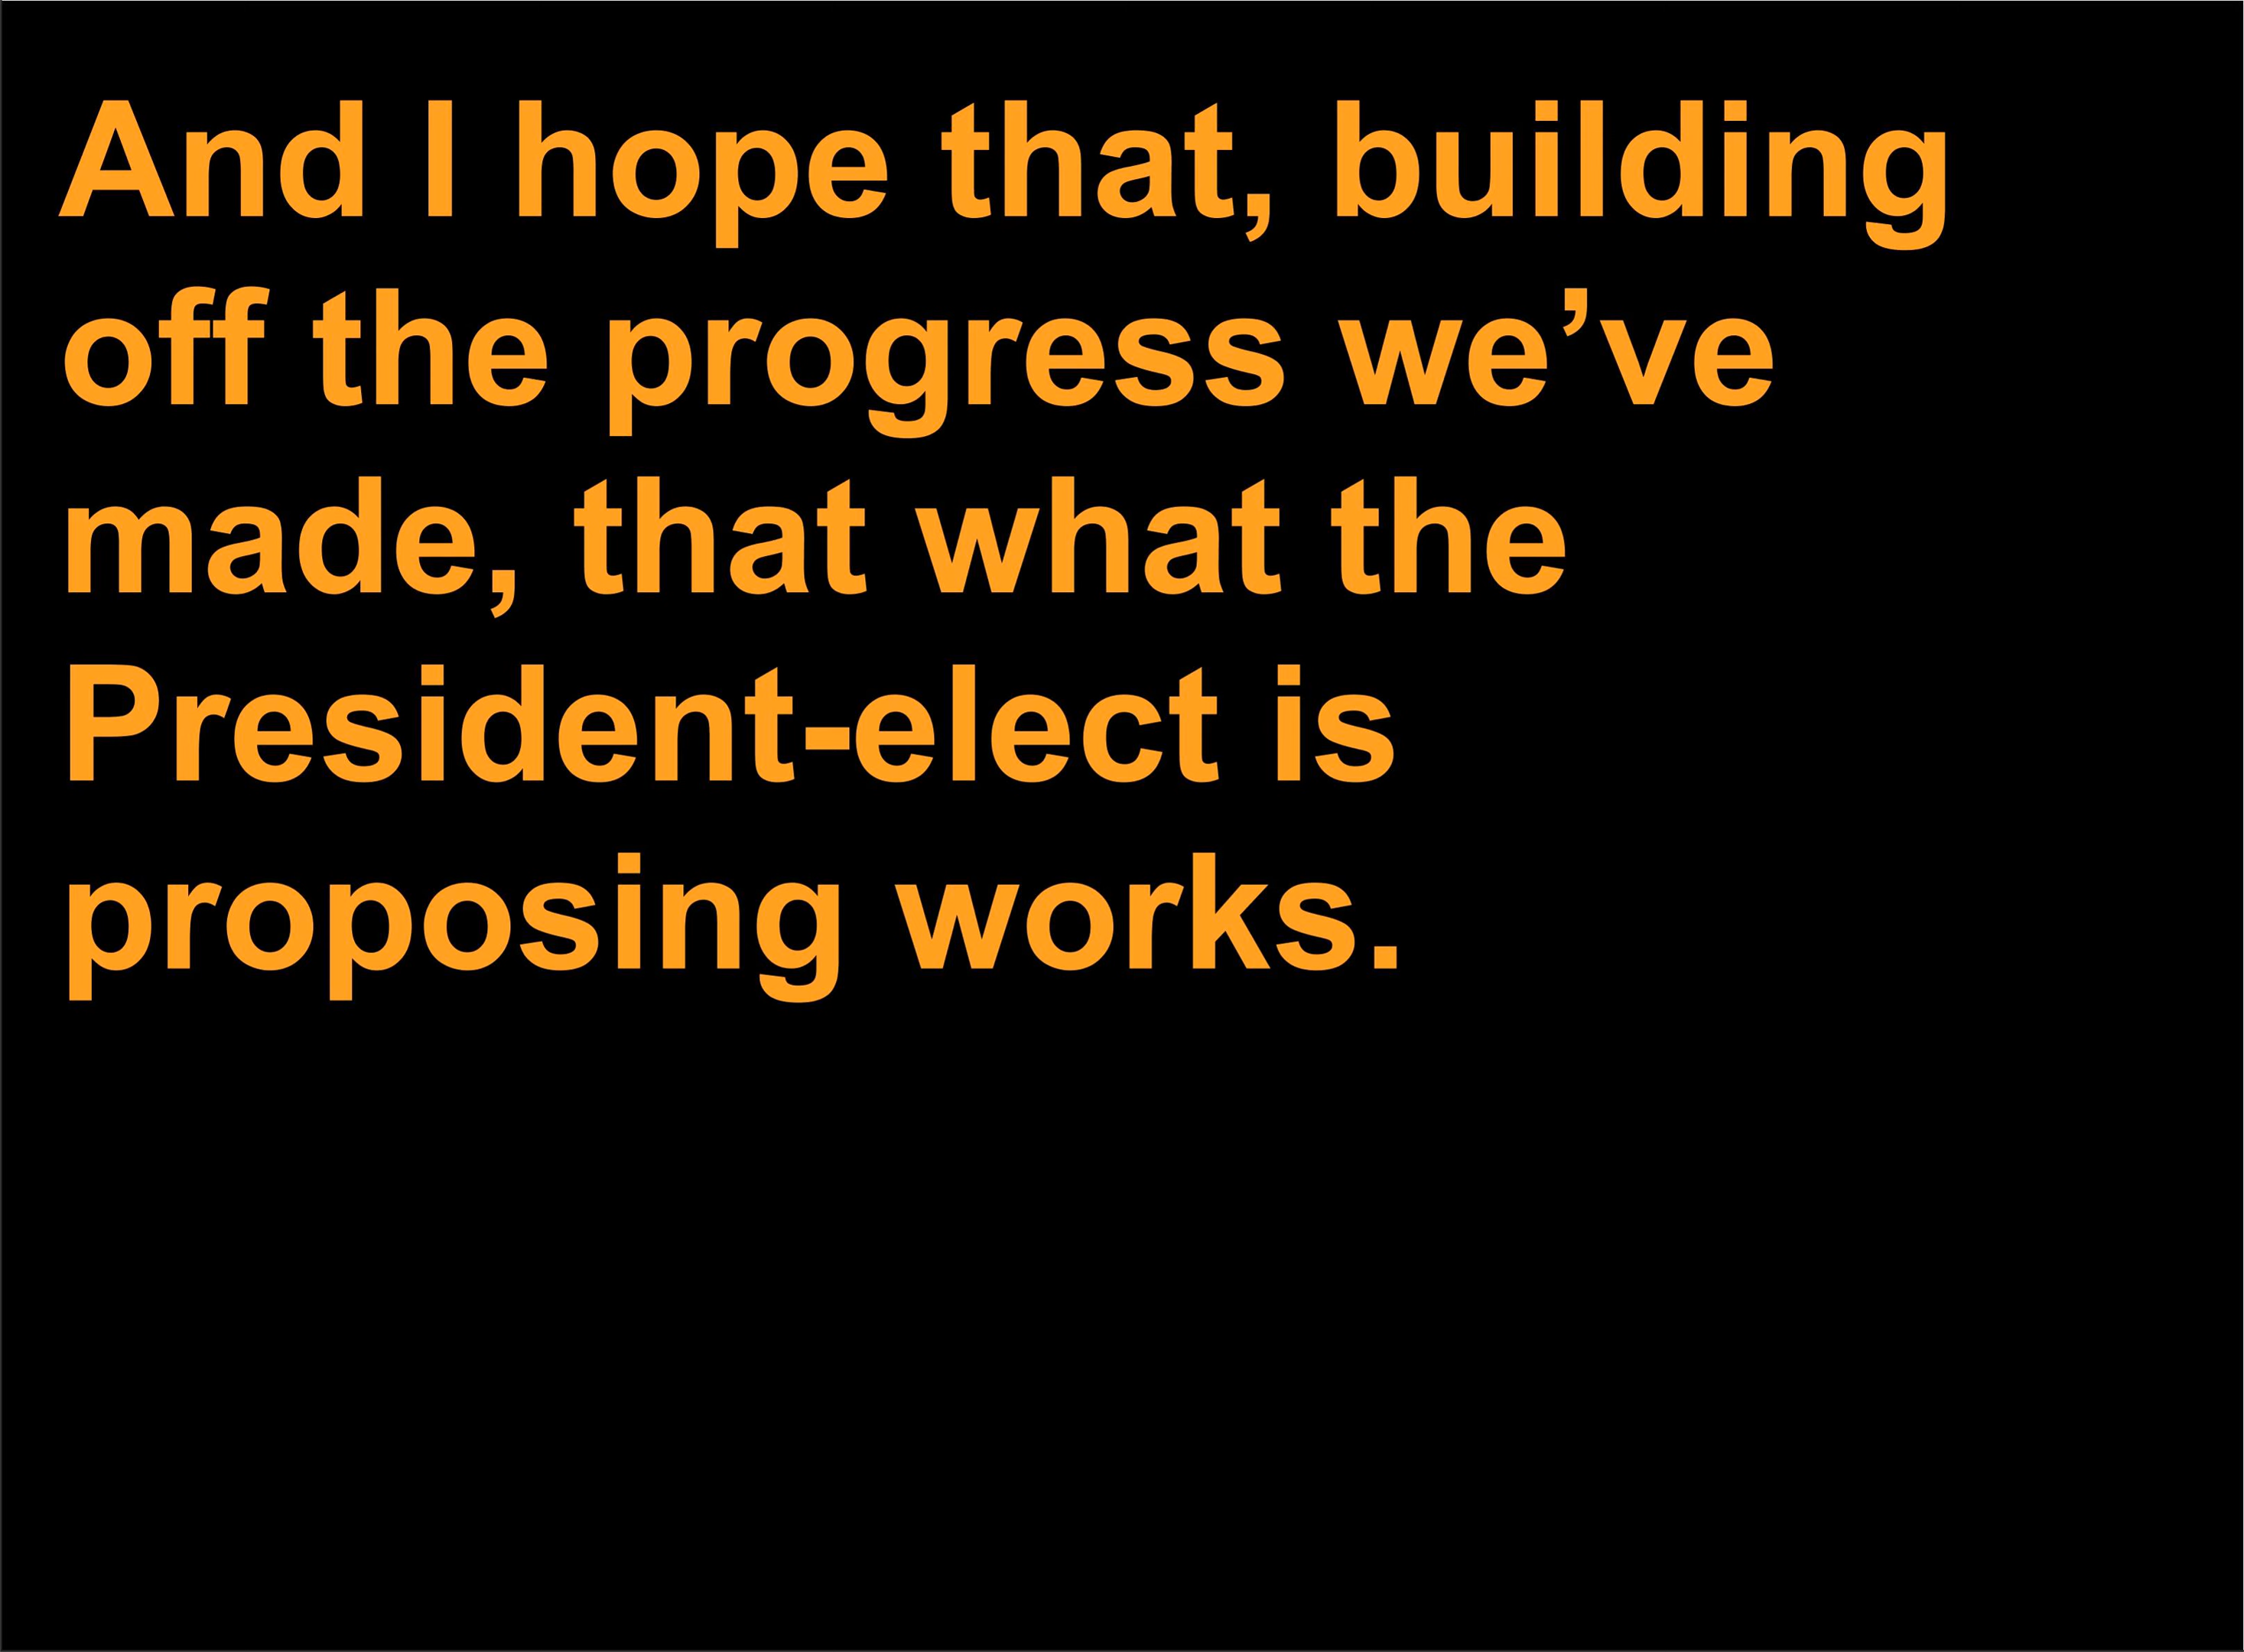 And I hope that, building
off the progress we’ve
made, that what the
President-elect is
proposing works.